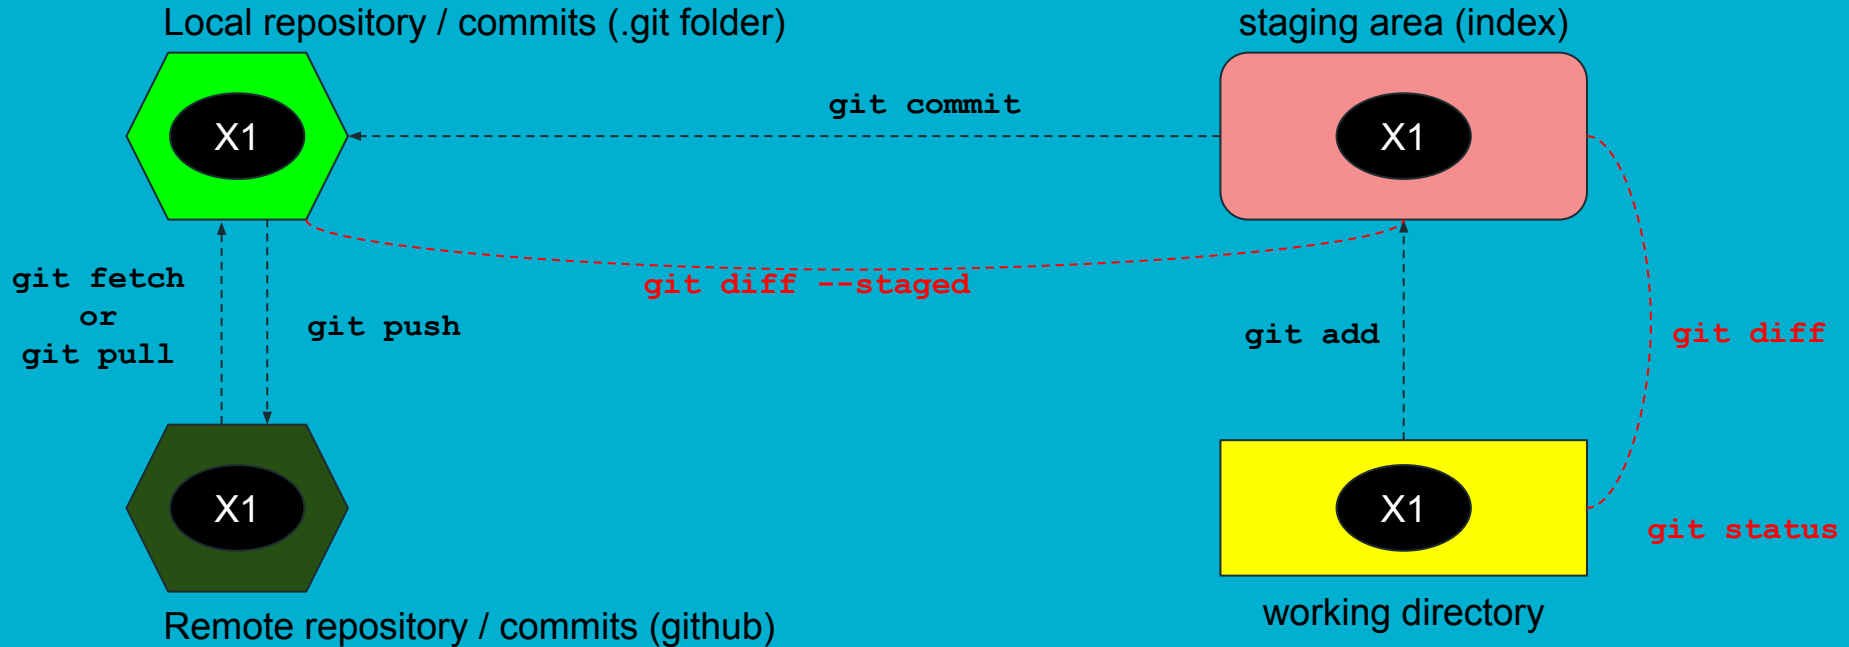 Local repository / commits (.git folder)
staging area (index)
git commit
X1
X1
git diff --staged
git fetch
or
git pull
git push
git add
git diff
X1
X1
git status
working directory
Remote repository / commits (github)